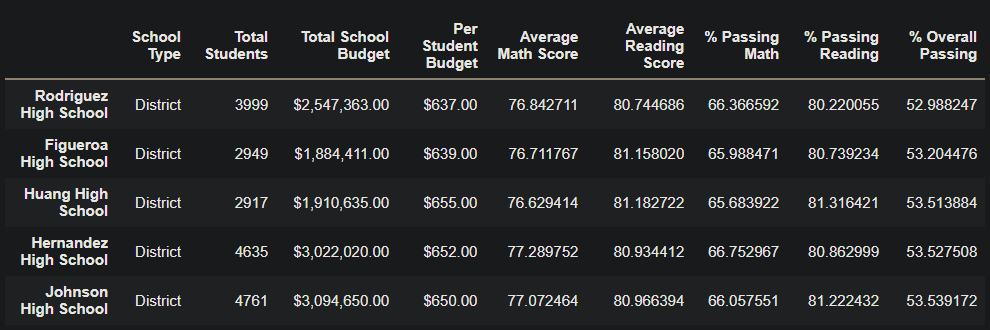 School Type Total Students Total School Budget Per Student Budget Average Math Score Average Reading Score % Passing Math % Passing Reading % Overall Passing
Rodriguez High School District 3999 $2,547,363.00 $637.00 76.842711 80.744686 66.366592 80.220055 52.988247
Figueroa High School District 2949 $1,884,411.00 $639.00 76.711767 81.158020 65.988471 80.739234 53.204476
Huang High School District 2917 $1,910,635.00 $655.00 76.629414 81.182722 65.683922 81.316421 53.513884
Hernandez High School District 4635 $3,022,020.00 $652.00 77.289752 80.934412 66.752967 80.862999 53.527508
Johnson High School District 4761 $3,094,650.00 $650.00 77.072464 80.966394 66.057551 81.222432 53.539172